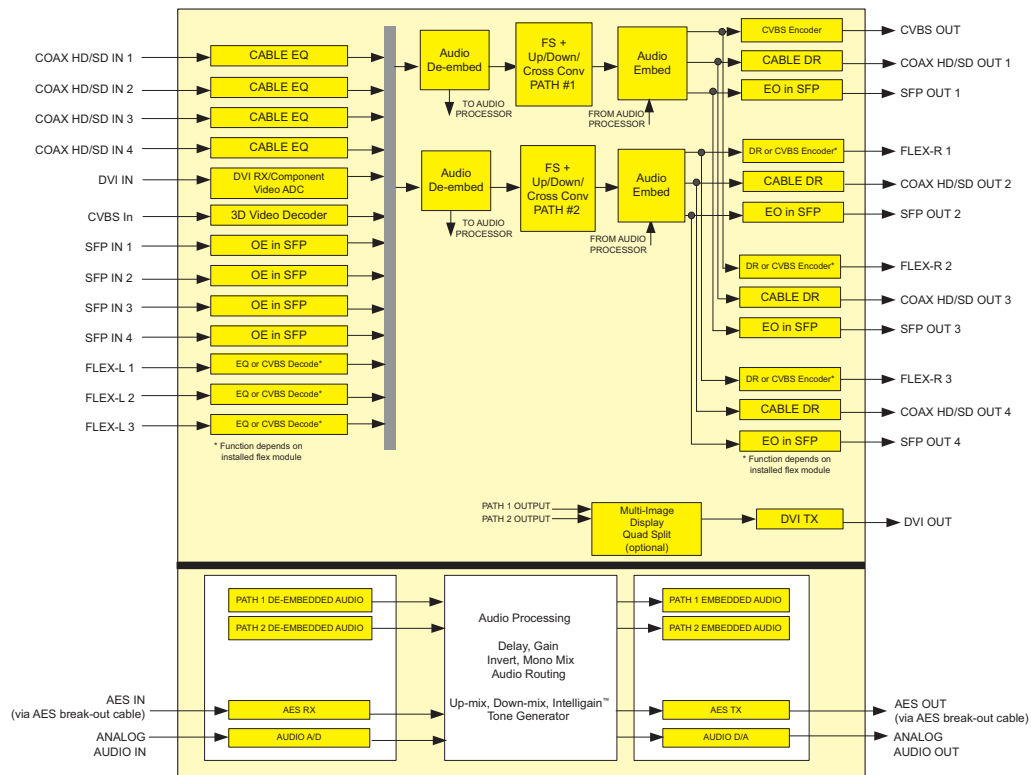 COAX HD/SD IN 1
COAX HD/SD IN 2
COAX HD/SD IN 3
COAX HD/SD IN 4
DVI IN
CVBS In
SFP IN 1
SFP IN 2
SFP IN 3
SFP IN 4
FLEX-L 1
FLEX-L 2
FLEX-L 3
CABLE EQ
CABLE EQ
CABLE EQ
CABLE EQ
DVI RX/Component
Video ADC
3D Video Decoder
OE in SFP
OE in SFP
OE in SFP
OE in SFP
EQ or CVBS Decode*
EQ or CVBS Decode*
EQ or CVBS Decode*
* Function depends on
installed flex module
Audio
De-embed
TO AUDIO
PROCESSOR
FS +
Up/Down/
Cross Conv
PATH #1
Audio
Embed
FROM AUDIO
PROCESSOR
Audio
De-embed
TO AUDIO
PROCESSOR
FS +
Up/Down/
Cross Conv
PATH #2
Audio
Embed
FROM AUDIO
PROCESSOR
CVBS Encoder
CABLE DR
EO in SFP
DR or CVBS Encoder*
CABLE DR
EO in SFP
DR or CVBS Encoder*
CABLE DR
EO in SFP
DR or CVBS Encoder*
CABLE DR
EO in SFP
* Function depends on
installed flex module
CVBS OUT
COAX HD/SD OUT 1
SFP OUT 1
FLEX-R 1
COAX HD/SD OUT 2
SFP OUT 2
FLEX-R 2
COAX HD/SD OUT 3
SFP OUT 3
FLEX-R 3
COAX HD/SD OUT 4
SFP OUT 4
PATH 1 OUTPUT
PATH 2 OUTPUT
Multi-Image
Display
Quad Split
(optional)
DVI TX
DVI OUT
PATH 1 DE-EMBEDDED AUDIO
PATH 2 DE-EMBEDDED AUDIO
AES RX
AUDIO A/D
AES IN
(via AES break-out cable)
ANALOG
AUDIO IN
Audio Processing
Delay, Gain
Invert, Mono Mix
Audio Routing
Up-mix, Down-mix, Intelligain™
Tone Generator
PATH 1 EMBEDDED AUDIO
PATH 2 EMBEDDED AUDIO
AES TX
AUDIO D/A
AES OUT
(via AES break-out cable)
ANALOG
AUDIO OUT